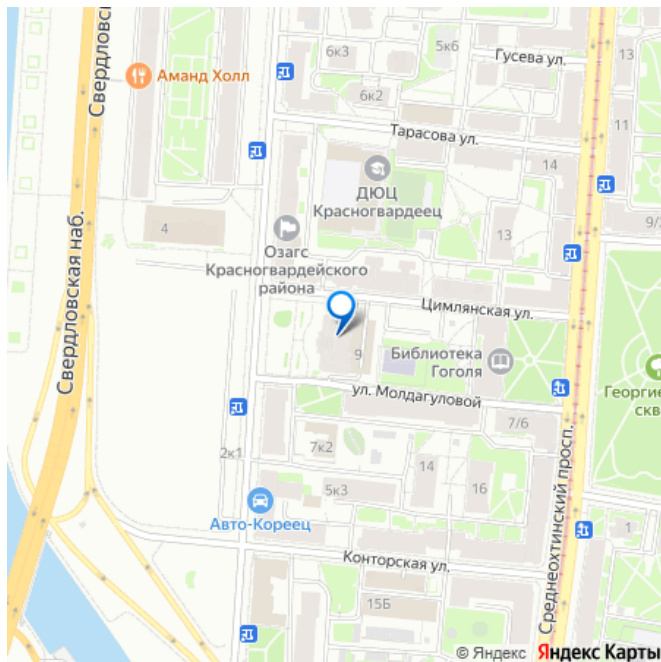 Свердловская
Аманд Холл
6к3
5к6
Гусева ул.
13
6к2
Тарасова ул.
11
14
ДЮЦ
Красногвардеец
4
13
9/2
Озагс
Красногвардейского
района
Свердловская наб.
Цимлянская ул.
9
Библиотека
Гоголя
Георгие
скв
ул. Молдагуловой
7/6
2к1
7к2
14
5к3
16
Авто-Кореец
Среднеохтинский просп.
1
Конторская ул.
15Б
© Яндекс Яндекс Карты